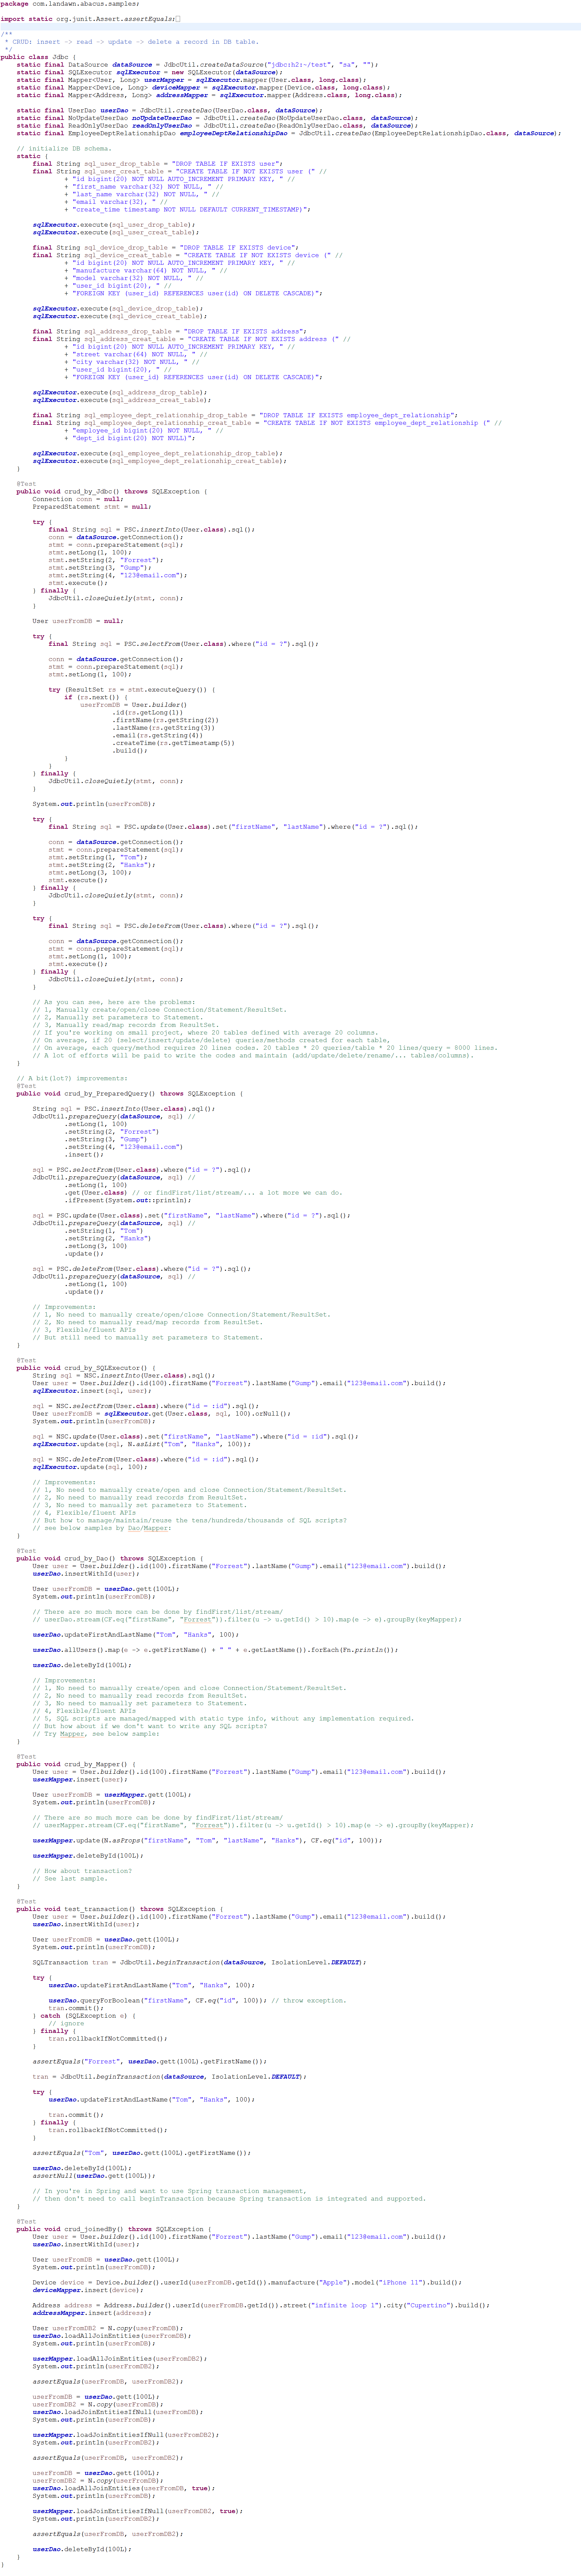 package com.landawn.abacus.samples;

import static org.junit.Assert.assertEquals;

/**
 * CRUD: insert -> read -> update -> delete a record in DB table.
 */
public class Jdbc {
    static final DataSource dataSource = JdbcUtil.createDataSource("jdbc:h2:~/test", "sa", "");
    static final SQLExecutor sqlExecutor = new SQLExecutor(dataSource);
    static final Mapper<User, Long> userMapper = sqlExecutor.mapper(User.class, long.class);
    static final Mapper<Device, Long> deviceMapper = sqlExecutor.mapper(Device.class, long.class);
    static final Mapper<Address, Long> addressMapper = sqlExecutor.mapper(Address.class, long.class);

    static final UserDao userDao = JdbcUtil.createDao(UserDao.class, dataSource);
    static final NoUpdateUserDao noUpdateUserDao = JdbcUtil.createDao(NoUpdateUserDao.class, dataSource);
    static final ReadOnlyUserDao readOnlyUserDao = JdbcUtil.createDao(ReadOnlyUserDao.class, dataSource);
    static final EmployeeDeptRelationshipDao employeeDeptRelationshipDao = JdbcUtil.createDao(EmployeeDeptRelationshipDao.class, dataSource);

    // initialize DB schema.
    static {
        final String sql_user_drop_table = "DROP TABLE IF EXISTS user";
        final String sql_user_creat_table = "CREATE TABLE IF NOT EXISTS user (" //
                + "id bigint(20) NOT NULL AUTO_INCREMENT PRIMARY KEY, " //
                + "first_name varchar(32) NOT NULL, " //
                + "last_name varchar(32) NOT NULL, " //
                + "email varchar(32), " //
                + "create_time timestamp NOT NULL DEFAULT CURRENT_TIMESTAMP)";

        sqlExecutor.execute(sql_user_drop_table);
        sqlExecutor.execute(sql_user_creat_table);

        final String sql_device_drop_table = "DROP TABLE IF EXISTS device";
        final String sql_device_creat_table = "CREATE TABLE IF NOT EXISTS device (" //
                + "id bigint(20) NOT NULL AUTO_INCREMENT PRIMARY KEY, " //
                + "manufacture varchar(64) NOT NULL, " //
                + "model varchar(32) NOT NULL, " //
                + "user_id bigint(20), " //
                + "FOREIGN KEY (user_id) REFERENCES user(id) ON DELETE CASCADE)";

        sqlExecutor.execute(sql_device_drop_table);
        sqlExecutor.execute(sql_device_creat_table);

        final String sql_address_drop_table = "DROP TABLE IF EXISTS address";
        final String sql_address_creat_table = "CREATE TABLE IF NOT EXISTS address (" //
                + "id bigint(20) NOT NULL AUTO_INCREMENT PRIMARY KEY, " //
                + "street varchar(64) NOT NULL, " //
                + "city varchar(32) NOT NULL, " //
                + "user_id bigint(20), " //
                + "FOREIGN KEY (user_id) REFERENCES user(id) ON DELETE CASCADE)";

        sqlExecutor.execute(sql_address_drop_table);
        sqlExecutor.execute(sql_address_creat_table);

        final String sql_employee_dept_relationship_drop_table = "DROP TABLE IF EXISTS employee_dept_relationship";
        final String sql_employee_dept_relationship_creat_table = "CREATE TABLE IF NOT EXISTS employee_dept_relationship (" //
                + "employee_id bigint(20) NOT NULL, " //
                + "dept_id bigint(20) NOT NULL)";

        sqlExecutor.execute(sql_employee_dept_relationship_drop_table);
        sqlExecutor.execute(sql_employee_dept_relationship_creat_table);
    }

    @Test
    public void crud_by_Jdbc() throws SQLException {
        Connection conn = null;
        PreparedStatement stmt = null;

        try {
            final String sql = PSC.insertInto(User.class).sql();
            conn = dataSource.getConnection();
            stmt = conn.prepareStatement(sql);
            stmt.setLong(1, 100);
            stmt.setString(2, "Forrest");
            stmt.setString(3, "Gump");
            stmt.setString(4, "123@email.com");
            stmt.execute();
        } finally {
            JdbcUtil.closeQuietly(stmt, conn);
        }

        User userFromDB = null;

        try {
            final String sql = PSC.selectFrom(User.class).where("id = ?").sql();

            conn = dataSource.getConnection();
            stmt = conn.prepareStatement(sql);
            stmt.setLong(1, 100);

            try (ResultSet rs = stmt.executeQuery()) {
                if (rs.next()) {
                    userFromDB = User.builder()
                            .id(rs.getLong(1))
                            .firstName(rs.getString(2))
                            .lastName(rs.getString(3))
                            .email(rs.getString(4))
                            .createTime(rs.getTimestamp(5))
                            .build();
                }
            }
        } finally {
            JdbcUtil.closeQuietly(stmt, conn);
        }

        System.out.println(userFromDB);

        try {
            final String sql = PSC.update(User.class).set("firstName", "lastName").where("id = ?").sql();

            conn = dataSource.getConnection();
            stmt = conn.prepareStatement(sql);
            stmt.setString(1, "Tom");
            stmt.setString(2, "Hanks");
            stmt.setLong(3, 100);
            stmt.execute();
        } finally {
            JdbcUtil.closeQuietly(stmt, conn);
        }

        try {
            final String sql = PSC.deleteFrom(User.class).where("id = ?").sql();

            conn = dataSource.getConnection();
            stmt = conn.prepareStatement(sql);
            stmt.setLong(1, 100);
            stmt.execute();
        } finally {
            JdbcUtil.closeQuietly(stmt, conn);
        }

        // As you can see, here are the problems:
        // 1, Manually create/open/close Connection/Statement/ResultSet.
        // 2, Manually set parameters to Statement.
        // 3, Manually read/map records from ResultSet.
        // If you're working on small project, where 20 tables defined with average 20 columns.
        // On average, if 20 (select/insert/update/delete) queries/methods created for each table,
        // On average, each query/method requires 20 lines codes. 20 tables * 20 queries/table * 20 lines/query = 8000 lines.
        // A lot of efforts will be paid to write the codes and maintain (add/update/delete/rename/... tables/columns).
    }

    // A bit(lot?) improvements:
    @Test
    public void crud_by_PreparedQuery() throws SQLException {

        String sql = PSC.insertInto(User.class).sql();
        JdbcUtil.prepareQuery(dataSource, sql) //
                .setLong(1, 100)
                .setString(2, "Forrest")
                .setString(3, "Gump")
                .setString(4, "123@email.com")
                .insert();

        sql = PSC.selectFrom(User.class).where("id = ?").sql();
        JdbcUtil.prepareQuery(dataSource, sql) //
                .setLong(1, 100)
                .get(User.class) // or findFirst/list/stream/... a lot more we can do.
                .ifPresent(System.out::println);

        sql = PSC.update(User.class).set("firstName", "lastName").where("id = ?").sql();
        JdbcUtil.prepareQuery(dataSource, sql) //
                .setString(1, "Tom")
                .setString(2, "Hanks")
                .setLong(3, 100)
                .update();

        sql = PSC.deleteFrom(User.class).where("id = ?").sql();
        JdbcUtil.prepareQuery(dataSource, sql) //
                .setLong(1, 100)
                .update();

        // Improvements:
        // 1, No need to manually create/open/close Connection/Statement/ResultSet.
        // 2, No need to manually read/map records from ResultSet.
        // 3, Flexible/fluent APIs
        // But still need to manually set parameters to Statement.
    }

    @Test
    public void crud_by_SQLExecutor() {
        String sql = NSC.insertInto(User.class).sql();
        User user = User.builder().id(100).firstName("Forrest").lastName("Gump").email("123@email.com").build();
        sqlExecutor.insert(sql, user);

        sql = NSC.selectFrom(User.class).where("id = :id").sql();
        User userFromDB = sqlExecutor.get(User.class, sql, 100).orNull();
        System.out.println(userFromDB);

        sql = NSC.update(User.class).set("firstName", "lastName").where("id = :id").sql();
        sqlExecutor.update(sql, N.asList("Tom", "Hanks", 100));

        sql = NSC.deleteFrom(User.class).where("id = :id").sql();
        sqlExecutor.update(sql, 100);

        // Improvements:
        // 1, No need to manually create/open and close Connection/Statement/ResultSet.
        // 2, No need to manually read records from ResultSet.
        // 3, No need to manually set parameters to Statement.
        // 4, Flexible/fluent APIs
        // But how to manage/maintain/reuse the tens/hundreds/thousands of SQL scripts?
        // see below samples by Dao/Mapper:
    }

    @Test
    public void crud_by_Dao() throws SQLException {
        User user = User.builder().id(100).firstName("Forrest").lastName("Gump").email("123@email.com").build();
        userDao.insertWithId(user);

        User userFromDB = userDao.gett(100L);
        System.out.println(userFromDB);

        // There are so much more can be done by findFirst/list/stream/
        // userDao.stream(CF.eq("firstName", "Forrest")).filter(u -> u.getId() > 10).map(e -> e).groupBy(keyMapper);

        userDao.updateFirstAndLastName("Tom", "Hanks", 100);

        userDao.allUsers().map(e -> e.getFirstName() + " " + e.getLastName()).forEach(Fn.println());

        userDao.deleteById(100L);

        // Improvements:
        // 1, No need to manually create/open and close Connection/Statement/ResultSet.
        // 2, No need to manually read records from ResultSet.
        // 3, No need to manually set parameters to Statement.
        // 4, Flexible/fluent APIs
        // 5, SQL scripts are managed/mapped with static type info, without any implementation required.
        // But how about if we don't want to write any SQL scripts?
        // Try Mapper, see below sample:
    }

    @Test
    public void crud_by_Mapper() {
        User user = User.builder().id(100).firstName("Forrest").lastName("Gump").email("123@email.com").build();
        userMapper.insert(user);

        User userFromDB = userMapper.gett(100L);
        System.out.println(userFromDB);

        // There are so much more can be done by findFirst/list/stream/
        // userMapper.stream(CF.eq("firstName", "Forrest")).filter(u -> u.getId() > 10).map(e -> e).groupBy(keyMapper);

        userMapper.update(N.asProps("firstName", "Tom", "lastName", "Hanks"), CF.eq("id", 100));

        userMapper.deleteById(100L);

        // How about transaction?
        // See last sample.
    }

    @Test
    public void test_transaction() throws SQLException {
        User user = User.builder().id(100).firstName("Forrest").lastName("Gump").email("123@email.com").build();
        userDao.insertWithId(user);

        User userFromDB = userDao.gett(100L);
        System.out.println(userFromDB);

        SQLTransaction tran = JdbcUtil.beginTransaction(dataSource, IsolationLevel.DEFAULT);

        try {
            userDao.updateFirstAndLastName("Tom", "Hanks", 100);

            userDao.queryForBoolean("firstName", CF.eq("id", 100)); // throw exception.
            tran.commit();
        } catch (SQLException e) {
            // ignore
        } finally {
            tran.rollbackIfNotCommitted();
        }

        assertEquals("Forrest", userDao.gett(100L).getFirstName());

        tran = JdbcUtil.beginTransaction(dataSource, IsolationLevel.DEFAULT);

        try {
            userDao.updateFirstAndLastName("Tom", "Hanks", 100);

            tran.commit();
        } finally {
            tran.rollbackIfNotCommitted();
        }

        assertEquals("Tom", userDao.gett(100L).getFirstName());

        userDao.deleteById(100L);
        assertNull(userDao.gett(100L));

        // In you're in Spring and want to use Spring transaction management,
        // then don't need to call beginTransaction because Spring transaction is integrated and supported.
    }

    @Test
    public void crud_joinedBy() throws SQLException {
        User user = User.builder().id(100).firstName("Forrest").lastName("Gump").email("123@email.com").build();
        userDao.insertWithId(user);

        User userFromDB = userDao.gett(100L);
        System.out.println(userFromDB);

        Device device = Device.builder().userId(userFromDB.getId()).manufacture("Apple").model("iPhone 11").build();
        deviceMapper.insert(device);

        Address address = Address.builder().userId(userFromDB.getId()).street("infinite loop 1").city("Cupertino").build();
        addressMapper.insert(address);

        User userFromDB2 = N.copy(userFromDB);
        userDao.loadAllJoinEntities(userFromDB);
        System.out.println(userFromDB);

        userMapper.loadAllJoinEntities(userFromDB2);
        System.out.println(userFromDB2);

        assertEquals(userFromDB, userFromDB2);

        userFromDB = userDao.gett(100L);
        userFromDB2 = N.copy(userFromDB);
        userDao.loadJoinEntitiesIfNull(userFromDB);
        System.out.println(userFromDB);

        userMapper.loadJoinEntitiesIfNull(userFromDB2);
        System.out.println(userFromDB2);

        assertEquals(userFromDB, userFromDB2);

        userFromDB = userDao.gett(100L);
        userFromDB2 = N.copy(userFromDB);
        userDao.loadAllJoinEntities(userFromDB, true);
        System.out.println(userFromDB);

        userMapper.loadJoinEntitiesIfNull(userFromDB2, true);
        System.out.println(userFromDB2);

        assertEquals(userFromDB, userFromDB2);

        userDao.deleteById(100L);
    }
}